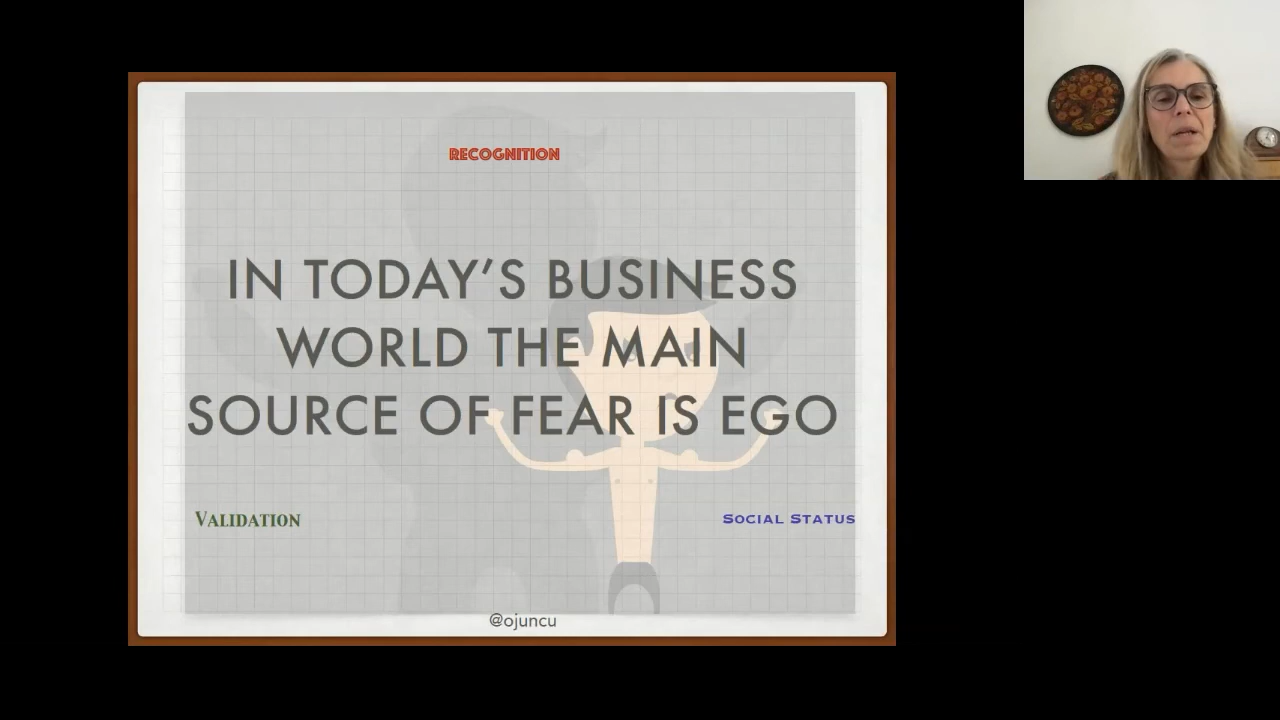 RECOGNITION
IN TODAY’S BUSINESS
WORLD THE MAIN
SOURCE OF FEAR IS EGO
VALIDATION
SOCIAL STATUS
@ojuncu